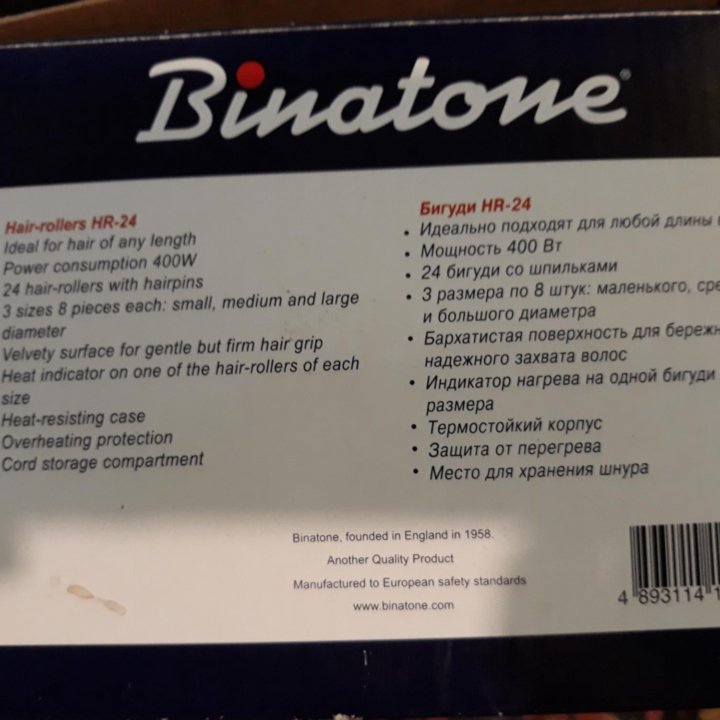 Binatone®
Hair-rollers HR-24
Ideal for hair of any length
Power consumption 400W
24 hair-rollers with hairpins
3 sizes 8 pieces each: small, medium and large
diameter
Velvety surface for gentle but firm hair grip
Heat indicator on one of the hair-rollers of each
size
Heat-resisting case
Overheating protection
Cord storage compartment
Бигуди HR-24
• Идеально подходят для любой длины
• Мощность 400 Вт
• 24 бигуди со шпильками
• 3 размера по 8 штук: маленького, сре
и большого диаметра
• Бархатистая поверхность для бережн
надежного захвата волос
• Индикатор нагрева на одной бигуди
размера
• Термостойкий корпус
• Защита от перегрева
• Место для хранения шнура
Binatone, founded in England in 1958.
Another Quality Product
Manufactured to European safety standards
www.binatone.com
4 893114 1